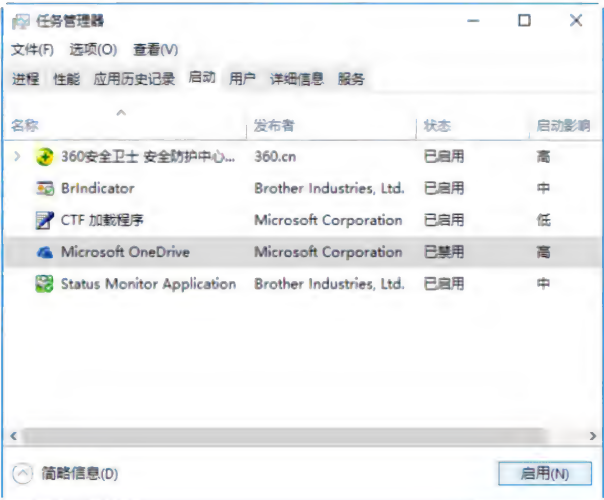 任务管理器
文件(F) 选项(O) 查看(V)
进程 性能 应用历史记录 启动 用户 详细信息 服务
名称 发布者 状态 启动影响
360安全卫士 安全防护中心... 360.cn 已启用 高
BrIndicator Brother Industries, Ltd. 已启用 中
CTF 加载程序 Microsoft Corporation 已启用 低
Microsoft OneDrive Microsoft Corporation 已禁用 高
Status Monitor Application Brother Industries, Ltd. 已启用 中
简略信息(D) 启用(N)